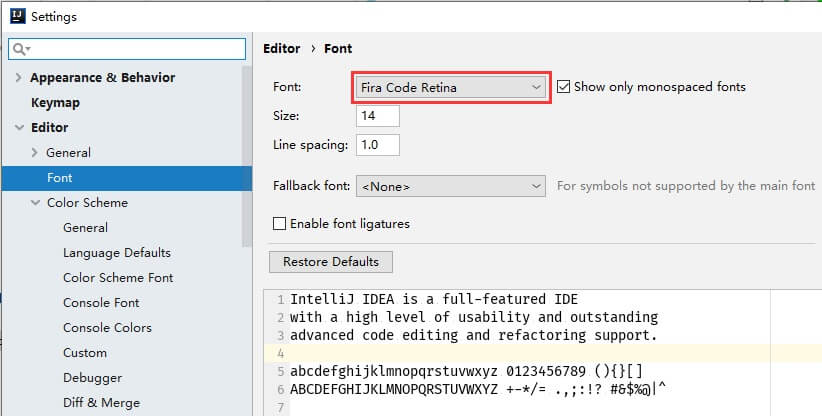 Settings
Appearance & Behavior
Keymap
Editor
General
Font
Color Scheme
General
Language Defaults
Color Scheme Font
Console Font
Console Colors
Custom
Debugger
Diff & Merge
Editor › Font
Font: Fira Code Retina Show only monospaced fonts
Size: 14
Line spacing: 1.0
Fallback font: <None> For symbols not supported by the main font
Enable font ligatures
Restore Defaults
1 IntelliJ IDEA is a full-featured IDE
2 with a high level of usability and outstanding
3 advanced code editing and refactoring support.
4
5 abcdefghijklmnopqrstuvwxyz 0123456789 (){}[]
6 ABCDEFGHIJKLMNOPQRSTUVWXYZ +-*/= .,;:!? #&$%@|^